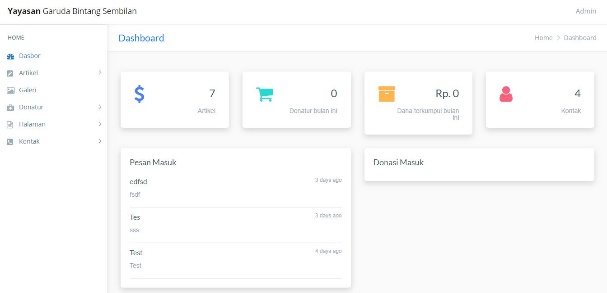 Yayasan Garuda Bintang Sembilan
Admin
HOME
Dasbor
Artikel
Galeri
Donatur
Halaman
Kontak
Dashboard
Home > Dashboard
7
Artikel
0
Donatur bulan ini
Rp. 0
Dana terkumpul bulan
ini
4
Kontak
Pesan Masuk
edfsd
3 days ago
fsdf
Tes
3 days ago
sss
Test
4 days ago
Test
Donasi Masuk